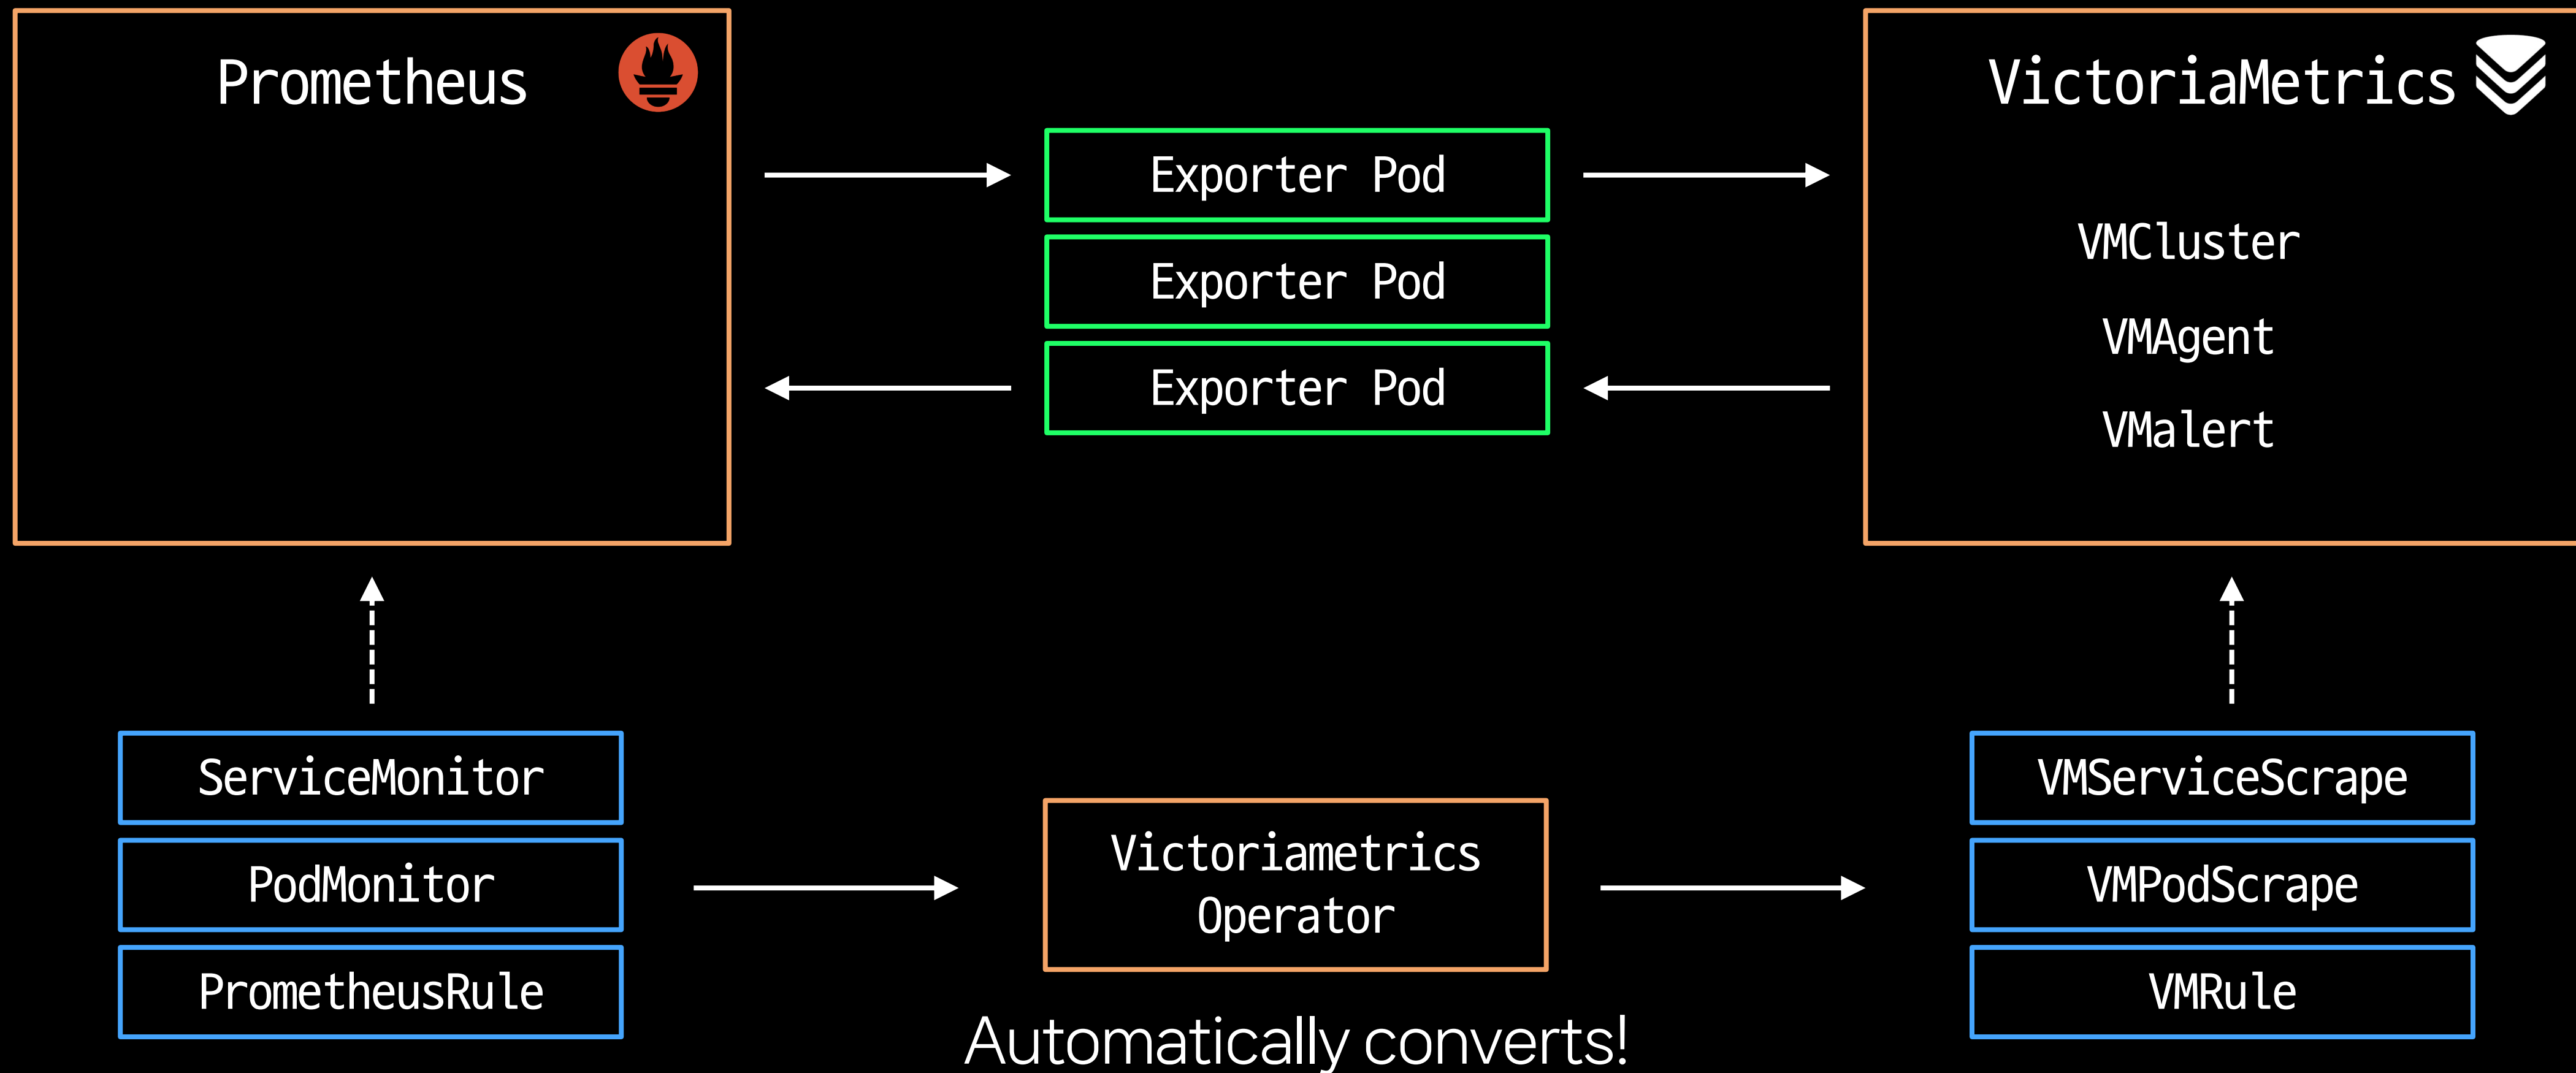 Prometheus
VictoriaMetrics
Exporter Pod
Exporter Pod
Exporter Pod
VMCluster
VMAgent
VMalert
ServiceMonitor
PodMonitor
PrometheusRule
Victoriametrics
Operator
Automatically converts!
VMServiceScrape
VMPodScrape
VMRule